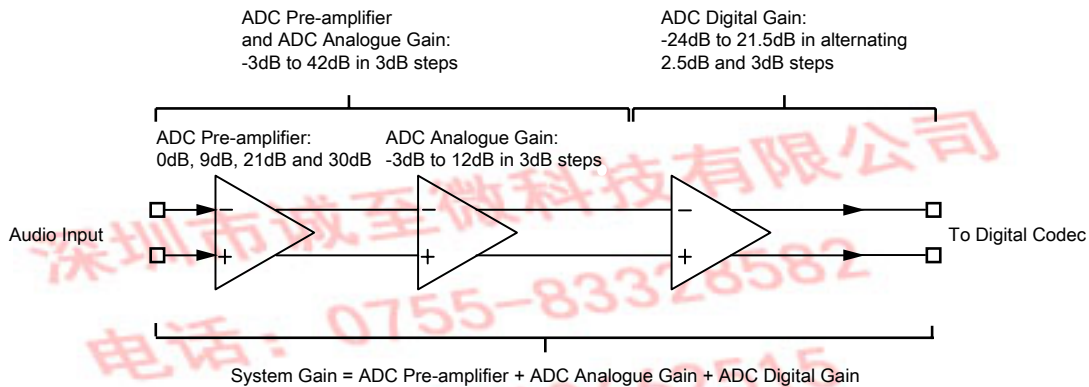 ADC Pre-amplifier
and ADC Analogue Gain:
-3dB to 42dB in 3dB steps
ADC Digital Gain:
-24dB to 21.5dB in alternating
2.5dB and 3dB steps
ADC Pre-amplifier:
0dB, 9dB, 21dB and 30dB
ADC Analogue Gain:
-3dB to 12dB in 3dB steps
Audio Input
To Digital Codec
深圳市诚至微科技有限公司
电话：0755-83328582
System Gain = ADC Pre-amplifier + ADC Analogue Gain + ADC Digital Gain